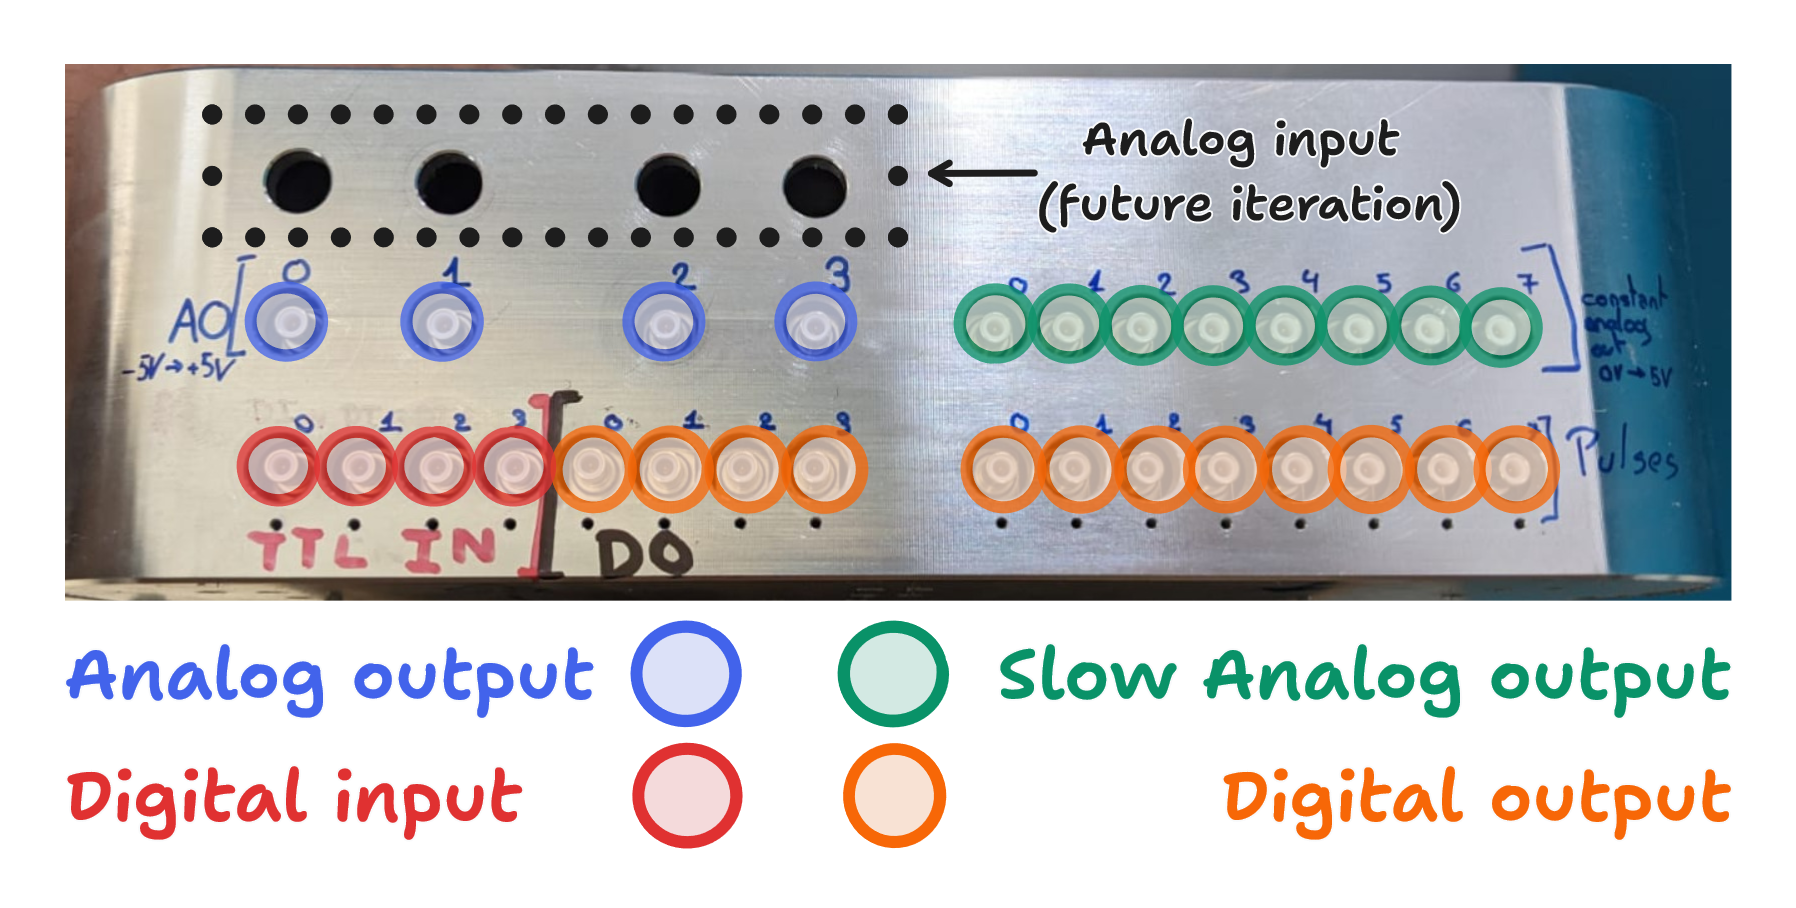 Analog input
(future iteration)
0 1 2 3
AO
-5V→+5V
0 1 2 3 4 5 6 7
constant
analog
out
0V→5V
0 1 2 3 0 1 2 3
TTL IN DO
0 1 2 3 4 5 6 7
Pulses
Analog output
Slow Analog output
Digital input
Digital output